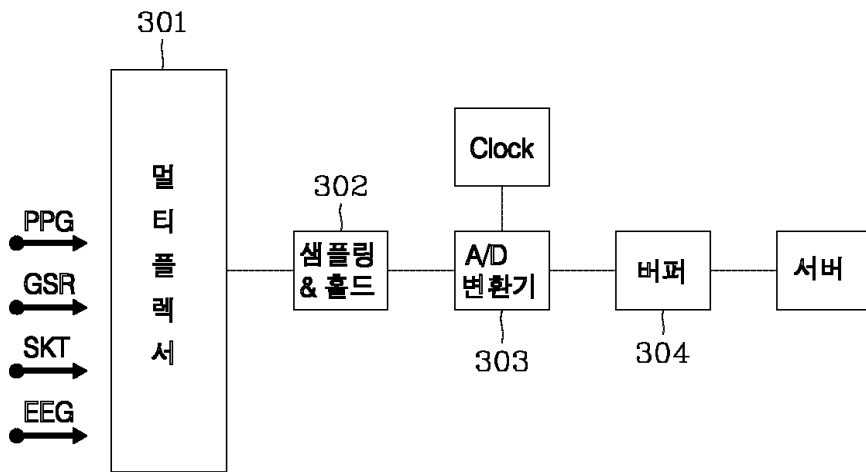 301
멀
티
플
렉
서
PPG
GSR
SKT
EEG
302
샘플링
& 홀드
Clock
A/D
변환기
303
버퍼
304
서버